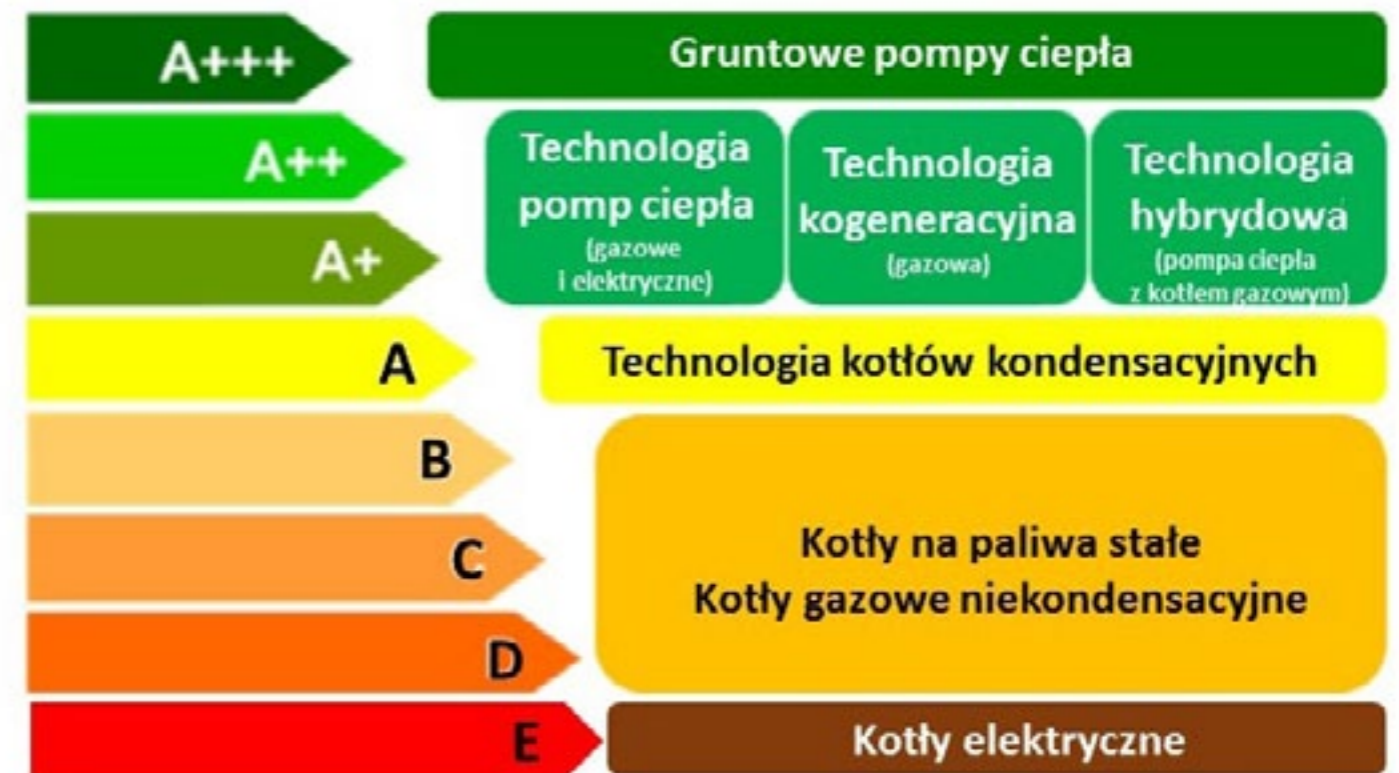 A+++
Gruntowe pompy ciepła
A++
A+
Technologia
pomp ciepła
(gazowe
i elektryczne)
Technologia
kogeneracyjna
(gazowa)
Technologia
hybrydowa
(pompa ciepła
z kotłem gazowym)
A
Technologia kotłów kondensacyjnych
B
C
D
Kotły na paliwa stałe
Kotły gazowe niekondensacyjne
E
Kotły elektryczne